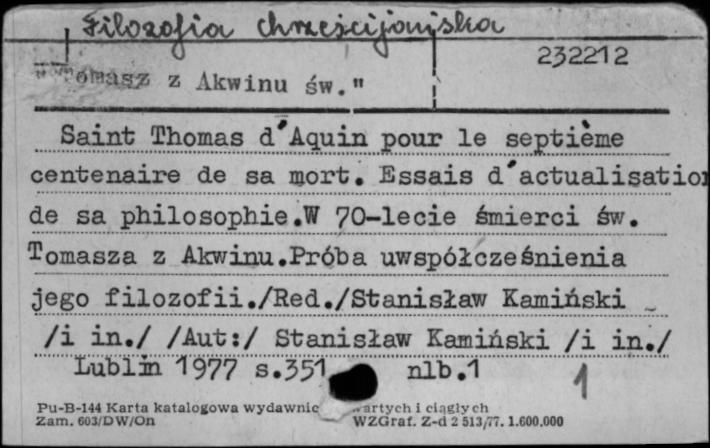 Filozofia chrześcijańska
232212
"Tomasz z Akwinu św."
Saint Thomas d'Aquin pour le septième
centenaire de sa mort. Essais d'actualisation
de sa philosophie.W 70-lecie śmierci św.
Tomasza z Akwinu.Próba uwspółcześnienia
jego filozofii./Red./Stanisław Kamiński
/i in./ /Aut:/ Stanisław Kamiński /i in./
Lublin 1977 s.351 nlb.1
1
Pu-B-144 Karta katalogowa wydawnic artych i ciągłych
Zam. 603/DW/On WZGraf. Z-d 2 513/77. 1.600.000